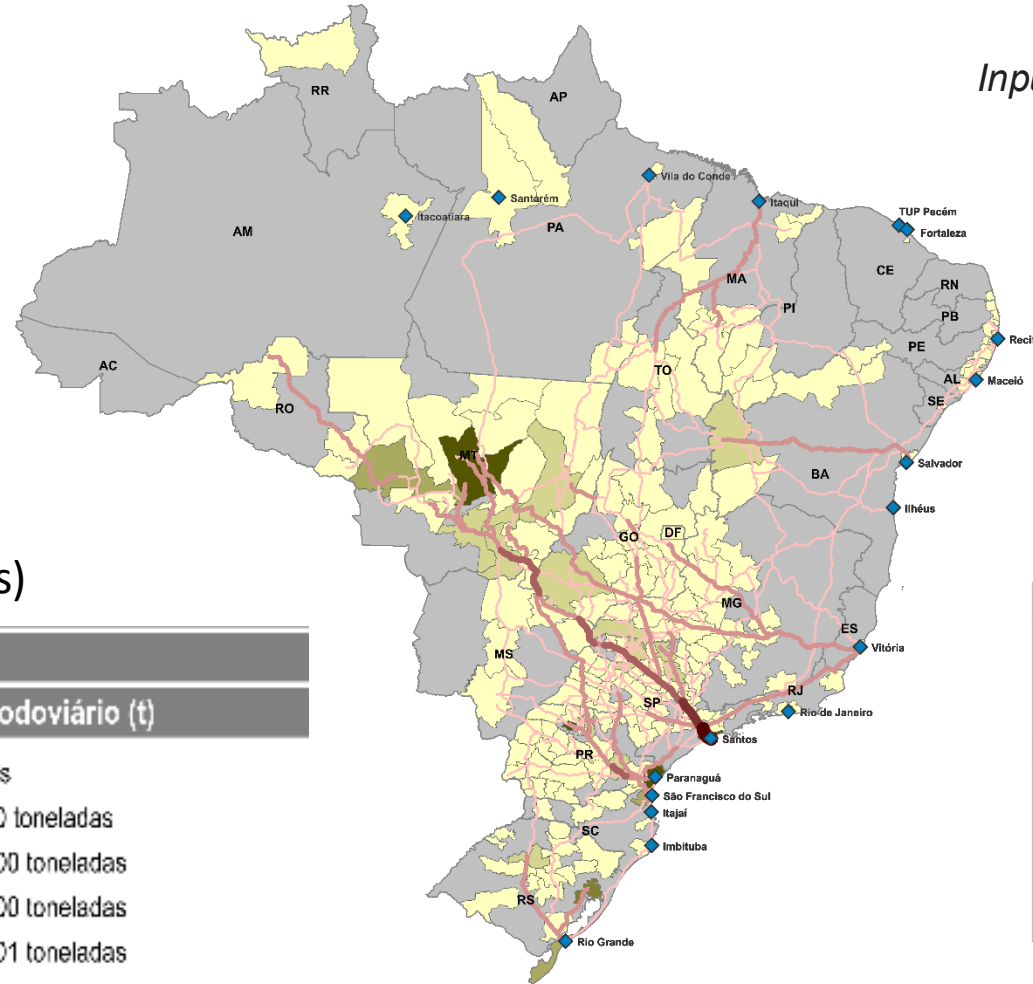 Inpu
RR
AP
Vila do Conde
Santarém
Itaqui
Itacoatiara
TUP Pecém
Fortaleza
AM
PA
CE
MA
RN
PI
PB
Reci
PE
AC
TO
AL
Maceió
SE
RO
MT
Salvador
BA
Ilhéus
GO
DF
s)
MG
ES
Vitória
MS
RJ
odoviário (t)
SP
Rio de Janeiro
Santos
s
PR
Paranaguá
São Francisco do Sul
0 toneladas
Itajaí
SC
Imbituba
00 toneladas
RS
00 toneladas
Rio Grande
01 toneladas